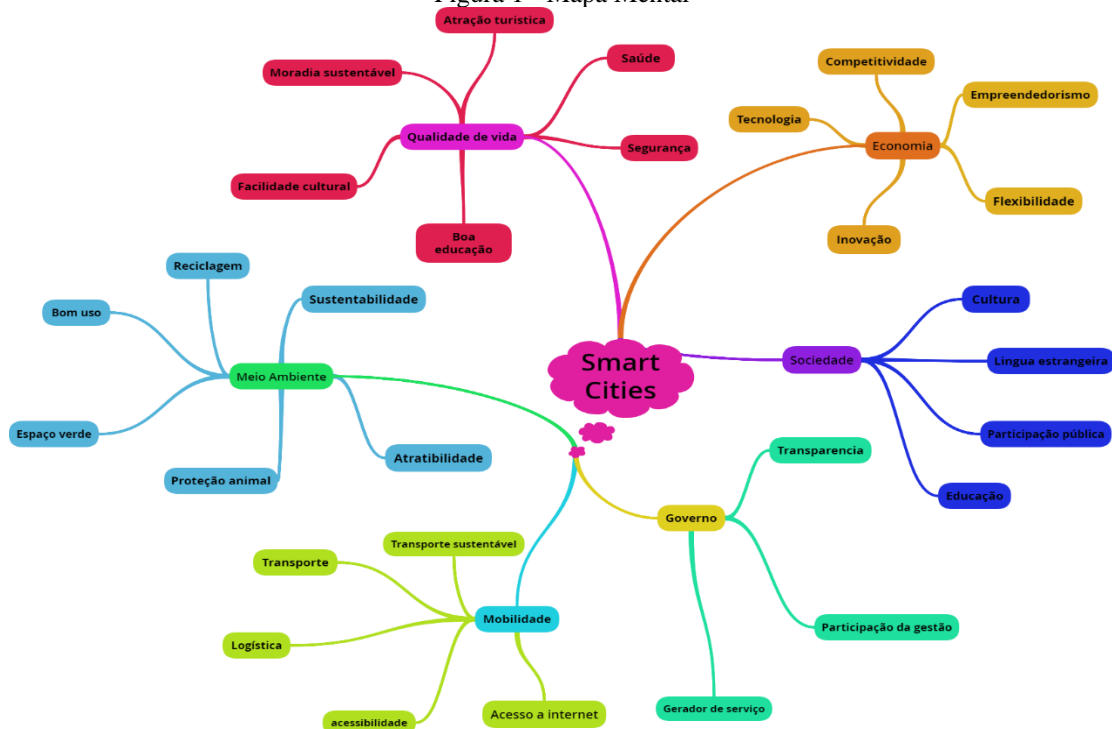 Figura 1 - Mapa Mental
Atração turistica
Moradia sustentável
Saúde
Qualidade de vida
Segurança
Facilidade cultural
Boa
educação
Competitividade
Empreendedorismo
Tecnologia
Economia
Flexibilidade
Inovação
Reciclagem
Sustentabilidade
Bom uso
Meio Ambiente
Espaço verde
Atratibilidade
Proteção animal
Smart
Cities
Cultura
Sociedade
Lingua estrangeira
Participação pública
Educação
Transparencia
Governo
Participação da gestão
Gerador de serviço
Transporte sustentável
Transporte
Mobilidade
Logística
acessibilidade
Acesso a internet